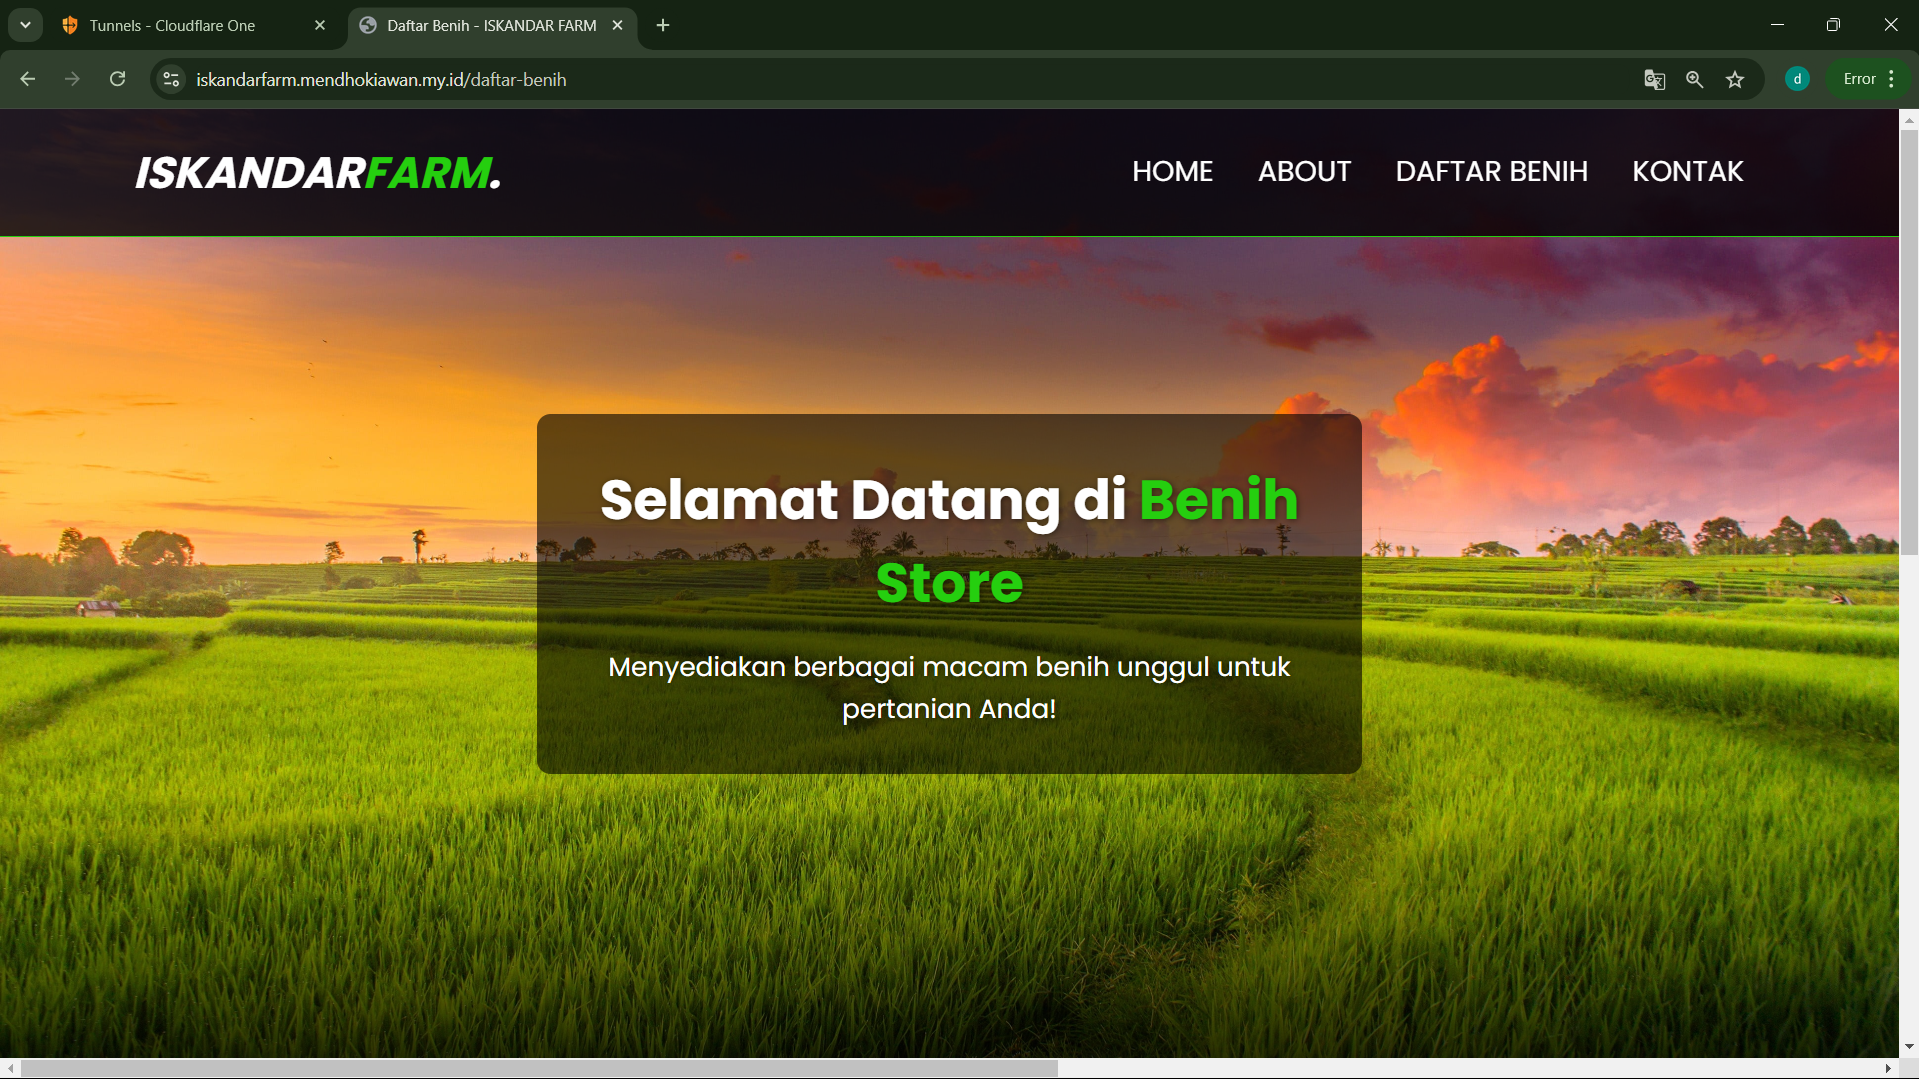 Tunnels - Cloudflare One
Daftar Benih - ISKANDAR FARM
iskandarfarm.mendhokiawan.my.id/daftar-benih
d
Error
ISKANDARFARM.
HOME
ABOUT
DAFTAR BENIH
KONTAK
Selamat Datang di Benih
Store
Menyediakan berbagai macam benih unggul untuk
pertanian Anda!